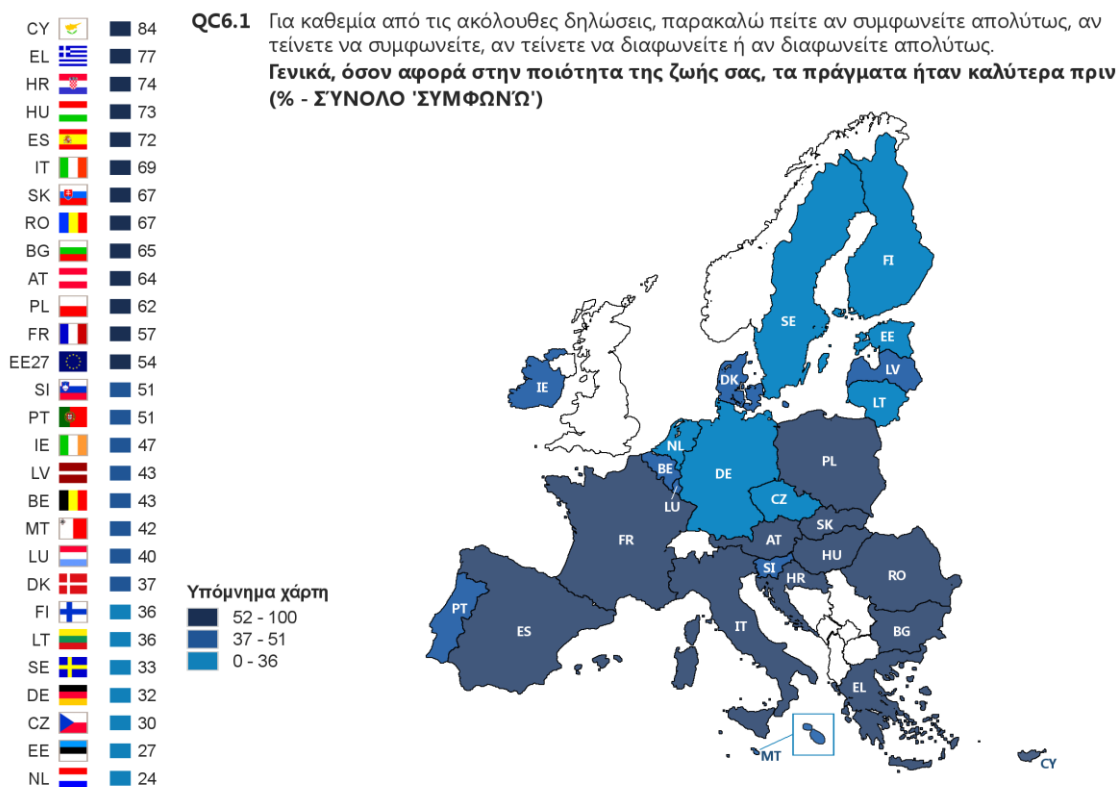 QC6.1 Για καθεμία από τις ακόλουθες δηλώσεις, παρακαλώ πείτε αν συμφωνείτε απολύτως, αν
τείνετε να συμφωνείτε, αν τείνετε να διαφωνείτε ή αν διαφωνείτε απολύτως.
Γενικά, όσον αφορά στην ποιότητα της ζωής σας, τα πράγματα ήταν καλύτερα πριν
(% - ΣΎΝΟΛΟ 'ΣΥΜΦΩΝΏ')
CY 84
EL 77
HR 74
HU 73
ES 72
IT 69
SK 67
RO 67
BG 65
AT 64
PL 62
FR 57
EE27 54
SI 51
PT 51
IE 47
LV 43
BE 43
MT 42
LU 40
DK 37
FI 36
LT 36
SE 33
DE 32
CZ 30
EE 27
NL 24
Υπόμνημα χάρτη
52 - 100
37 - 51
0 - 36
FI
SE
EE
LV
LT
DK
IE
NL
BE
LU
DE
PL
CZ
SK
AT
HU
FR
SI
HR
RO
IT
BG
PT
ES
EL
MT
CY